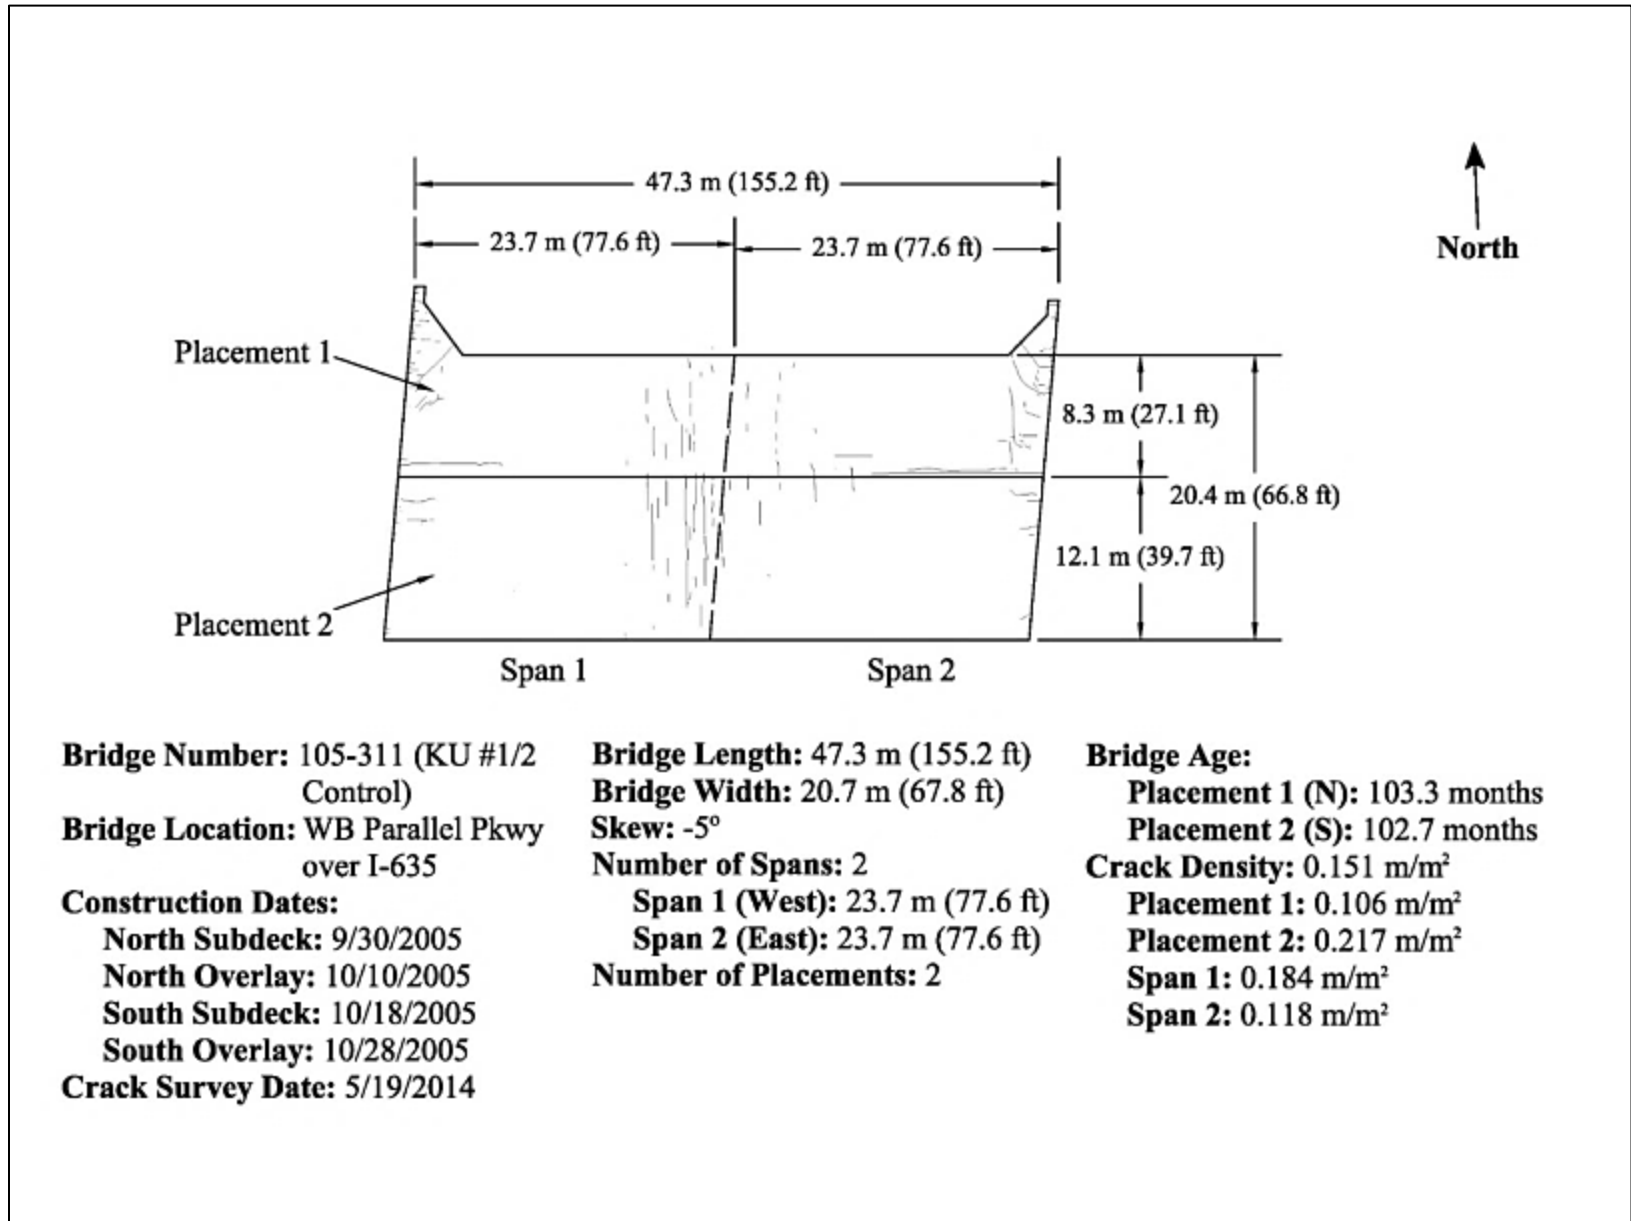 47.3 m (155.2 ft)
23.7 m (77.6 ft)
23.7 m (77.6 ft)
North
Placement 1
8.3 m (27.1 ft)
20.4 m (66.8 ft)
12.1 m (39.7 ft)
Placement 2
Span 1
Span 2
Bridge Number: 105-311 (KU #1/2
Control)
Bridge Location: WB Parallel Pkwy
over I-635
Construction Dates:
North Subdeck: 9/30/2005
North Overlay: 10/10/2005
South Subdeck: 10/18/2005
South Overlay: 10/28/2005
Crack Survey Date: 5/19/2014
Bridge Length: 47.3 m (155.2 ft)
Bridge Width: 20.7 m (67.8 ft)
Skew: -5º
Number of Spans: 2
Span 1 (West): 23.7 m (77.6 ft)
Span 2 (East): 23.7 m (77.6 ft)
Number of Placements: 2
Bridge Age:
Placement 1 (N): 103.3 months
Placement 2 (S): 102.7 months
Crack Density: 0.151 m/m²
Placement 1: 0.106 m/m²
Placement 2: 0.217 m/m²
Span 1: 0.184 m/m²
Span 2: 0.118 m/m²